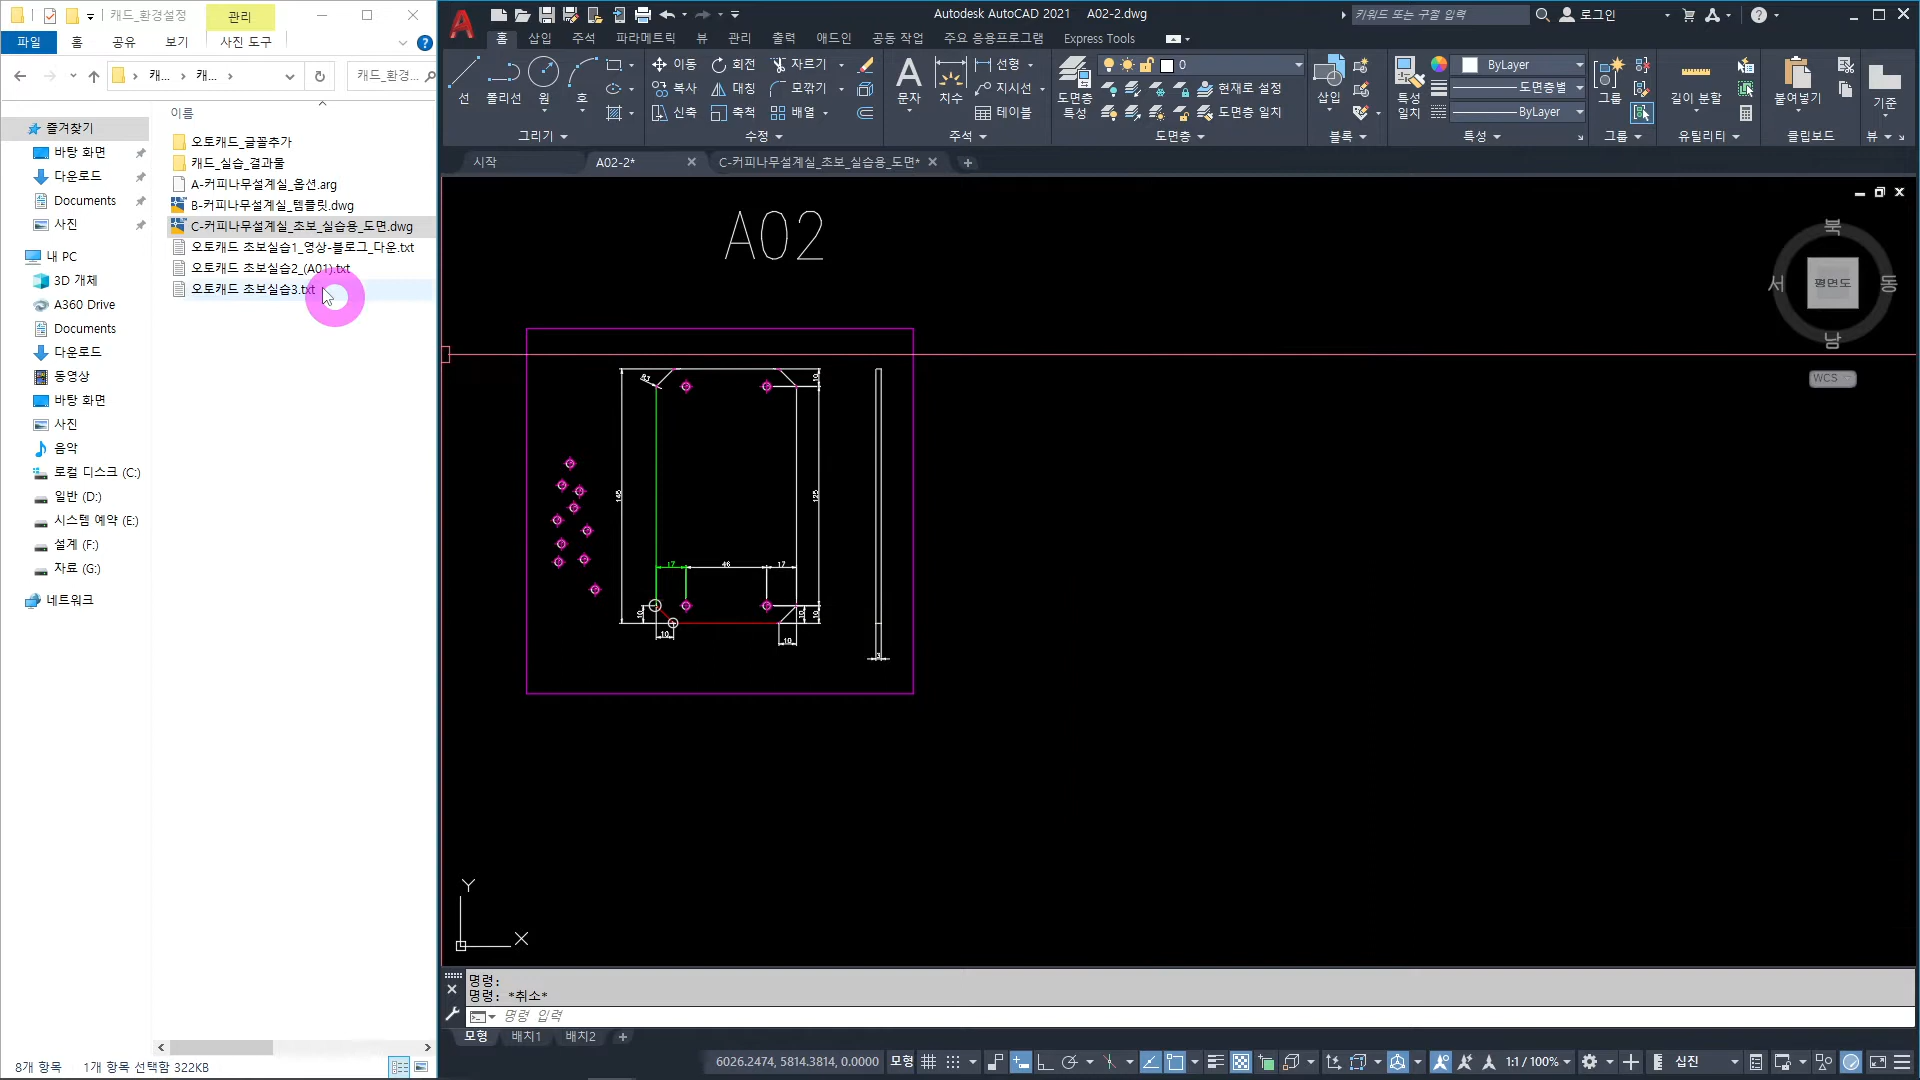 캐드_환경설정
관리
파일
홈
공유
보기
사진 도구
캐...
캐...
캐드_환경...
이름
즐겨찾기
바탕 화면
다운로드
Documents
사진
내 PC
3D 개체
A360 Drive
Documents
다운로드
동영상
바탕 화면
사진
음악
로컬 디스크 (C:)
일반 (D:)
시스템 예약 (E:)
설계 (F:)
자료 (G:)
네트워크
오토캐드_글꼴추가
캐드_실습_결과물
A-커피나무설계실_옵션.arg
B-커피나무설계실_템플릿.dwg
C-커피나무설계실_초보_실습용_도면.dwg
오토캐드 초보실습1_영상-블로그_다운.txt
오토캐드 초보실습2_(A01).txt
오토캐드 초보실습3.txt
8개 항목
1개 항목 선택함 322KB
Autodesk AutoCAD 2021 A02-2.dwg
키워드 또는 구절 입력
로그인
홈
삽입
주석
파라메트릭
뷰
관리
출력
애드인
공동 작업
주요 응용프로그램
Express Tools
선
폴리선
원
호
그리기
이동
회전
자르기
복사
대칭
모깎기
신축
축척
배열
수정
문자
치수
선형
지시선
테이블
주석
도면층
특성
0
현재로 설정
도면층 일치
도면층
삽입
블록
특성
일치
ByLayer
도면층별
ByLayer
특성
그룹
그룹
길이 분할
유틸리티
붙여넣기
클립보드
기준
뷰
시작
A02-2*
C-커피나무설계실_초보_실습용_도면*
A02
북
서
평면도
동
남
WCS
R3
10
145
125
17
46
17
10
10
10
10
10
3
Y
X
명령:
명령: *취소*
명령 입력
모형
배치1
배치2
6026.2474, 5814.3814, 0.0000
모형
1:1 / 100%
십진